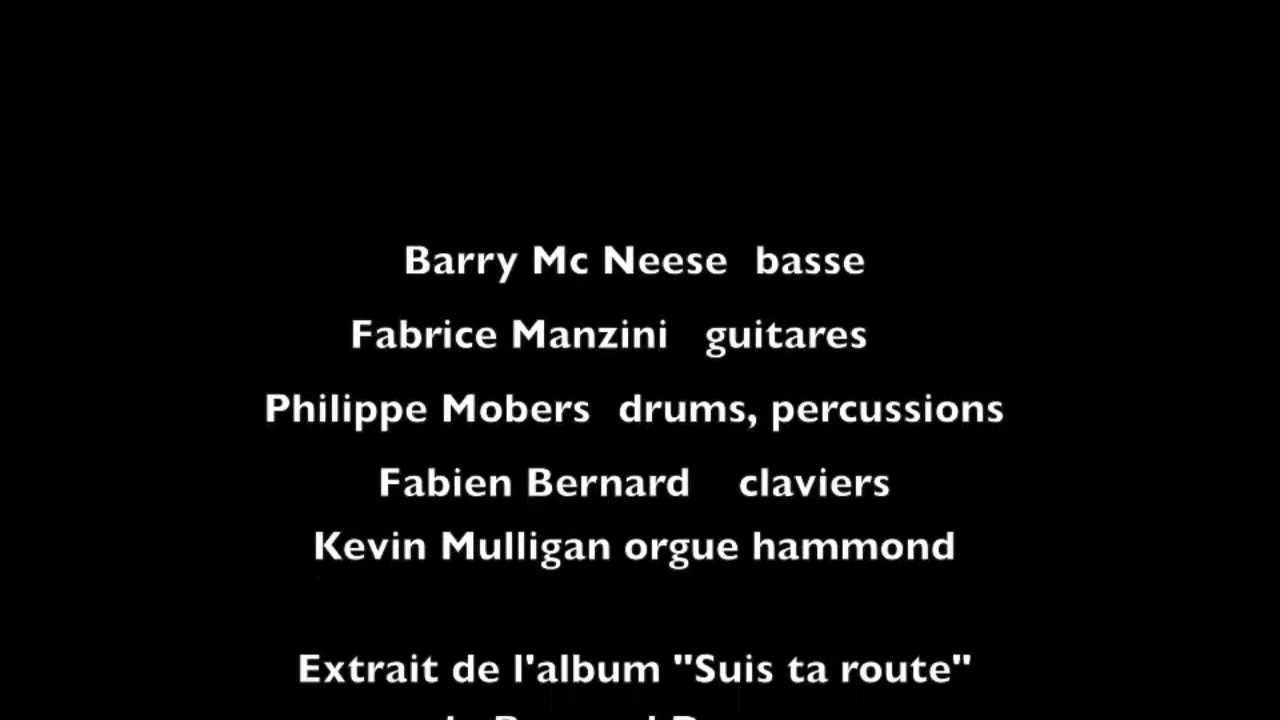 Barry Mc Neese basse
Fabrice Manzini guitares
Philippe Mobers drums, percussions
Fabien Bernard claviers
Kevin Mulligan orgue hammond
Extrait de l'album "Suis ta route"